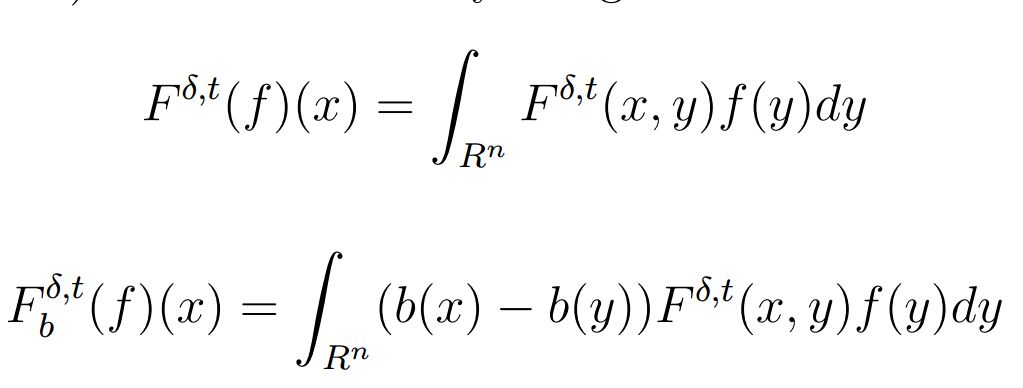 F^{δ,t}(f)(x) = ∫_{R^n} F^{δ,t}(x, y)f(y)dy
F_b^{δ,t}(f)(x) = ∫_{R^n} (b(x) − b(y))F^{δ,t}(x, y)f(y)dy